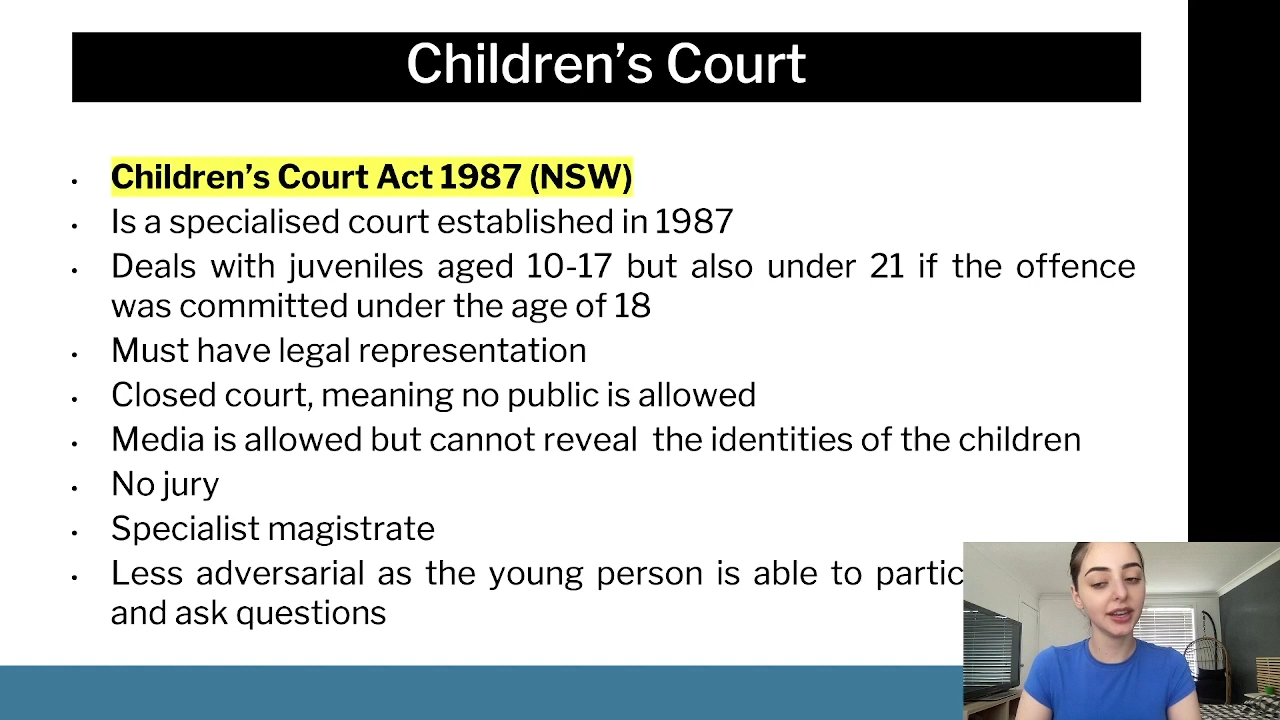 Children’s Court
• Children’s Court Act 1987 (NSW)
• Is a specialised court established in 1987
• Deals with juveniles aged 10-17 but also under 21 if the offence
was committed under the age of 18
• Must have legal representation
• Closed court, meaning no public is allowed
• Media is allowed but cannot reveal  the identities of the children
• No jury
• Specialist magistrate
• Less adversarial as the young person is able to partic
and ask questions